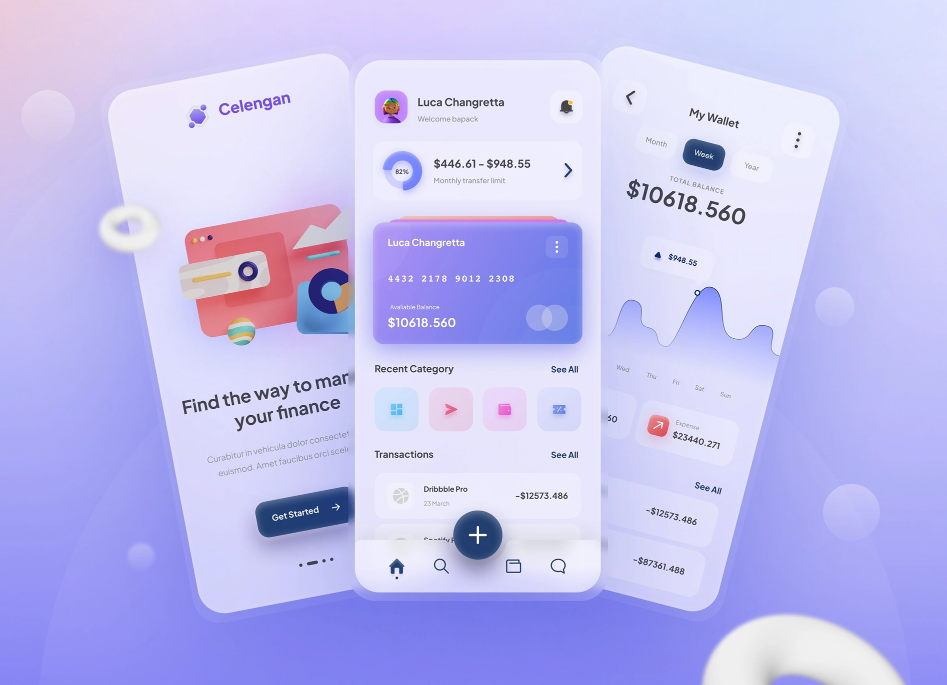 Celengan
Find the way to man
your finance
Curabitur in vehicula dolor consectet
euismod. Amet faucibus orci scele
Get Started
Luca Changretta
Welcome bapack
82%
$446.61 - $948.55
Monthly transfer limit
Luca Changretta
4432 2178 9012 2308
Available Balance
$10618.560
Recent Category
See All
Transactions
See All
Dribbble Pro
23 March
-$12573.486
My Wallet
Month
Week
Year
TOTAL BALANCE
$10618.560
$948.55
Wed
Thu
Fri
Sat
Sun
60
Expense
$23440.271
See All
-$12573.486
-$87361.488